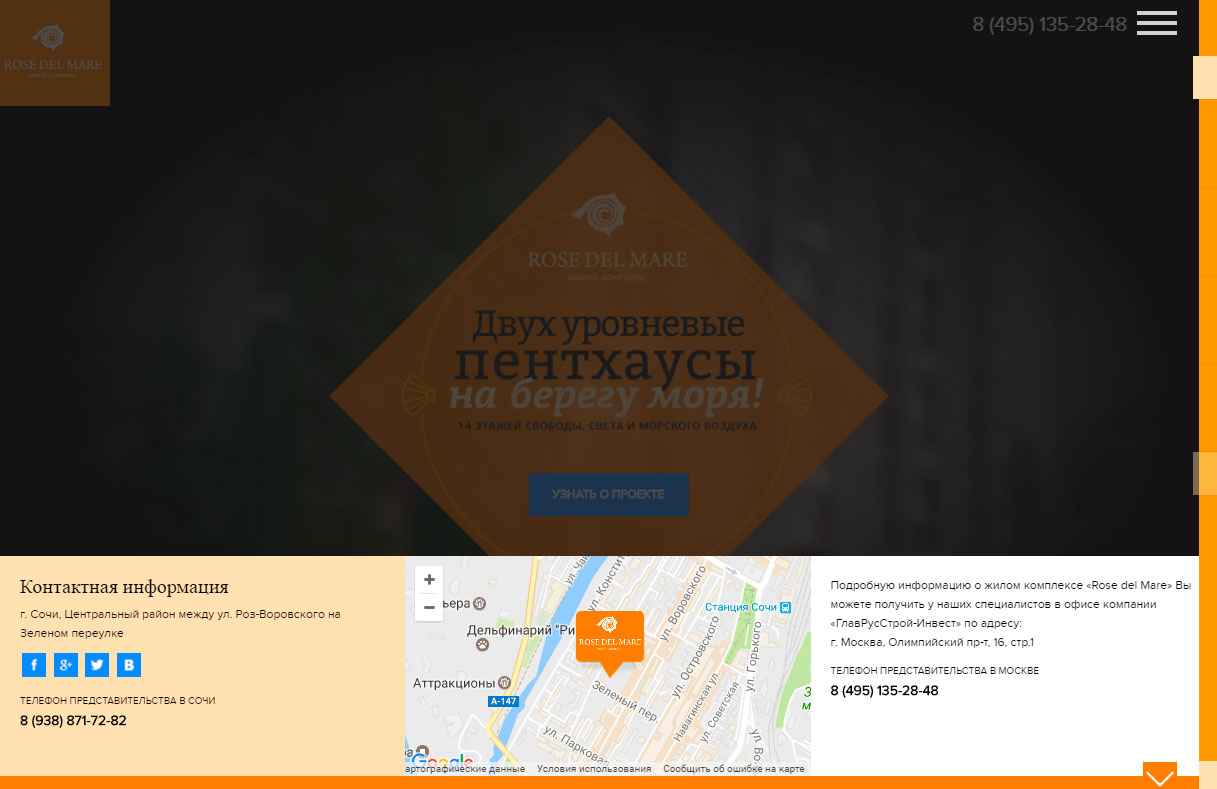 8 (495) 135-28-48
ROSE DEL MARE
ROSE DEL MARE
жилой комплекс
Двух уровневые
пентхаусы
на берегу моря!
14 ЭТАЖЕЙ СВОБОДЫ, СВЕТА И МОРСКОГО ВОЗДУХА
УЗНАТЬ О ПРОЕКТЕ
Контактная информация
г. Сочи, Центральный район между ул. Роз-Воровского на
Зеленом переулке
ТЕЛЕФОН ПРЕДСТАВИТЕЛЬСТВА В СОЧИ
8 (938) 871-72-82
+
−
ьера
Дельфинарий "Ри
Аттракционы
A-147
ул. Конст
ул. Воровского
Станция Сочи
ROSE DEL MARE
ул. Островского
ул. Горького
Зеленый пер.
Навагинская ул.
ул. Советская
ул. Парковая
ул. Во
Google
артографические данные
Условия использования
Сообщить об ошибке на карте
Подробную информацию о жилом комплексе «Rose del Mare» Вы
можете получить у наших специалистов в офисе компании
«ГлавРусСтрой-Инвест» по адресу:
г. Москва, Олимпийский пр-т, 16, стр.1
ТЕЛЕФОН ПРЕДСТАВИТЕЛЬСТВА В МОСКВЕ
8 (495) 135-28-48